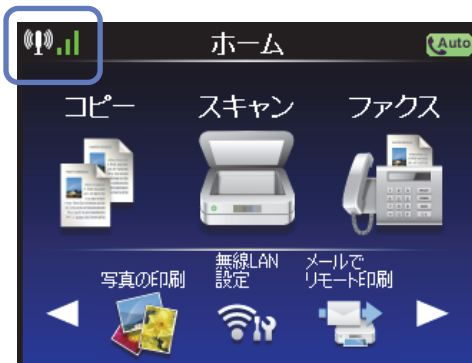 ホーム
Auto
コピー
スキャン
ファクス
写真の印刷
無線LAN
設定
メールで
リモート印刷